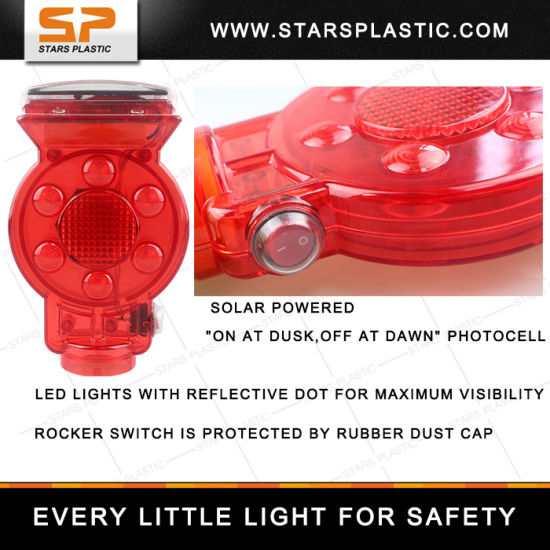 SP
STARS PLASTIC
WWW.STARSPLASTIC.COM
SOLAR POWERED
"ON AT DUSK,OFF AT DAWN" PHOTOCELL
LED LIGHTS WITH REFLECTIVE DOT FOR MAXIMUM VISIBILITY
ROCKER SWITCH IS PROTECTED BY RUBBER DUST CAP
EVERY LITTLE LIGHT FOR SAFETY